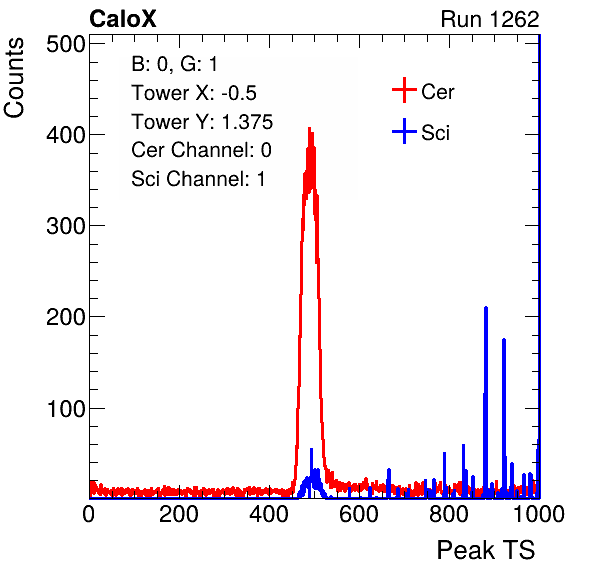 CaloX Run 1262
Counts
500
400
300
200
100
B: 0, G: 1
Tower X: -0.5
Tower Y: 1.375
Cer Channel: 0
Sci Channel: 1
Cer
Sci
0 200 400 600 800 1000
Peak TS